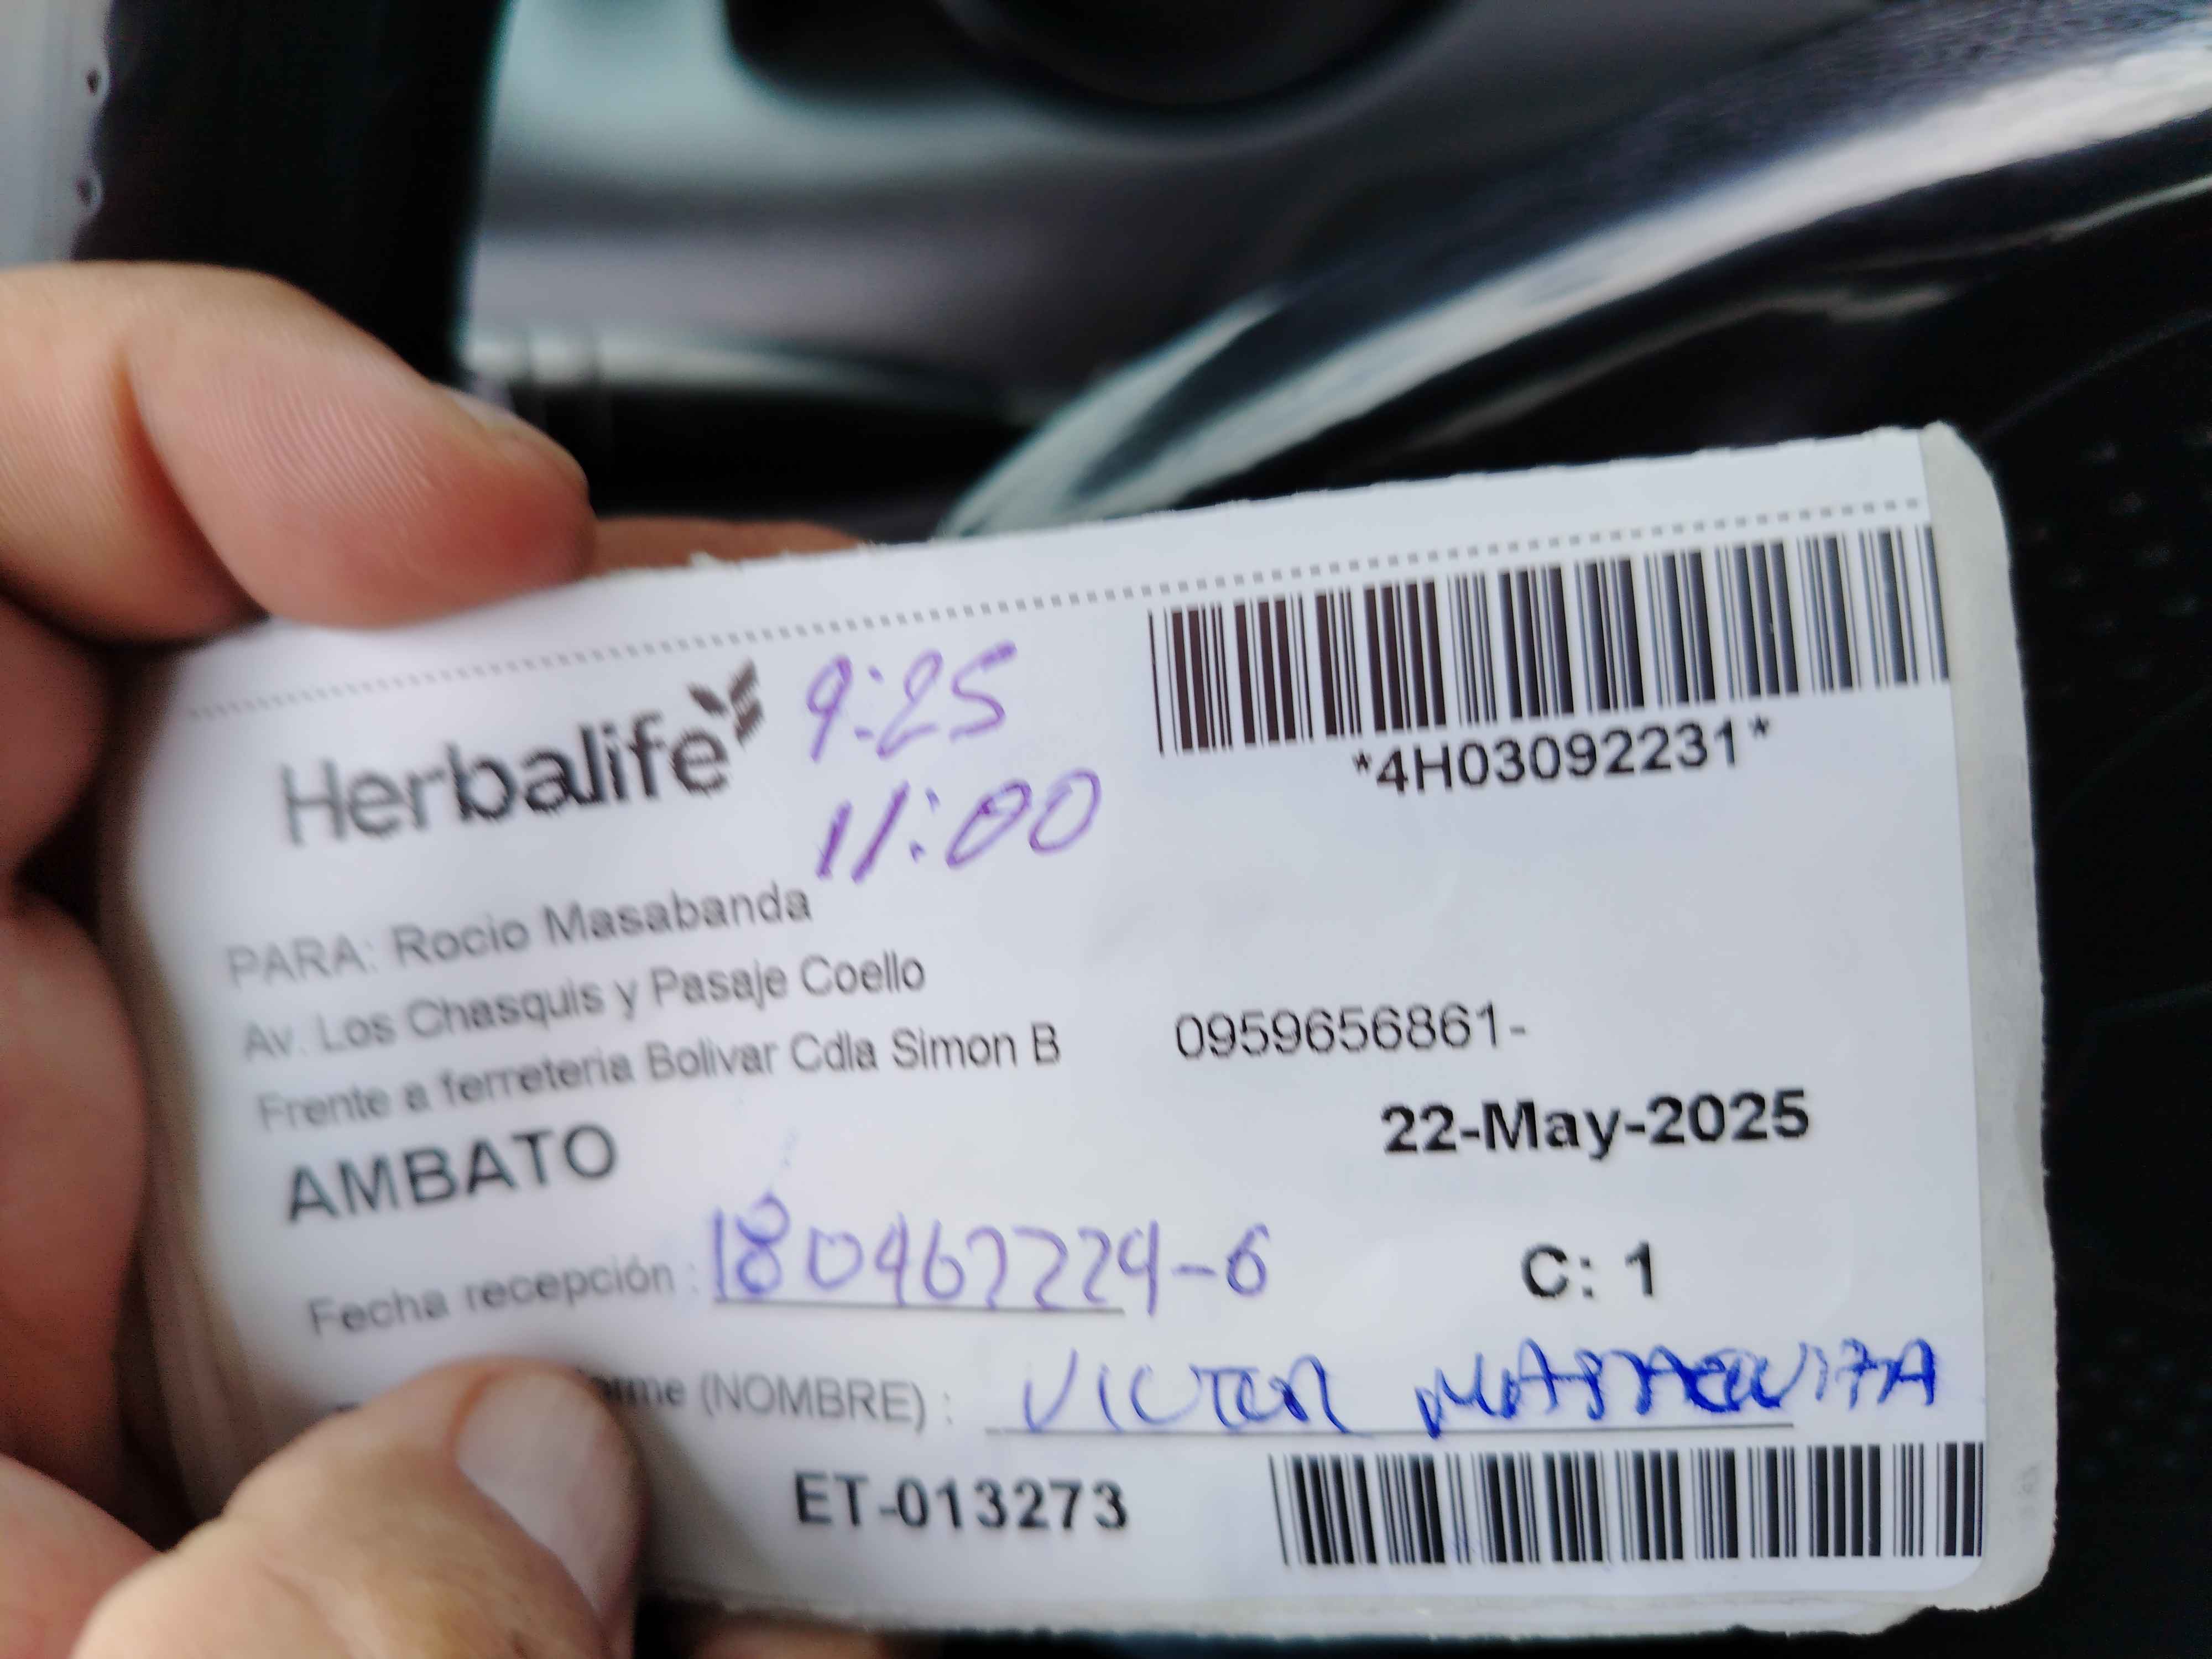 Herbalife
9:25
11:00
*4H03092231*
PARA: Rocio Masabanda
Av. Los Chasquis y Pasaje Coello
Frente a ferreteria Bolivar Cdla Simon B
0959656861-
AMBATO
22-May-2025
Fecha recepción : 180467224-6
C: 1
(NOMBRE) : VICTOR
ET-013273